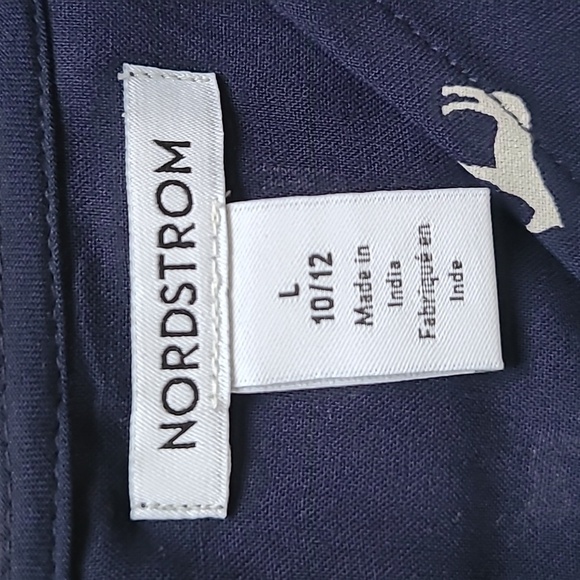 NORDSTROM
L
10/12
Made in
India
Fabriqué en
Inde